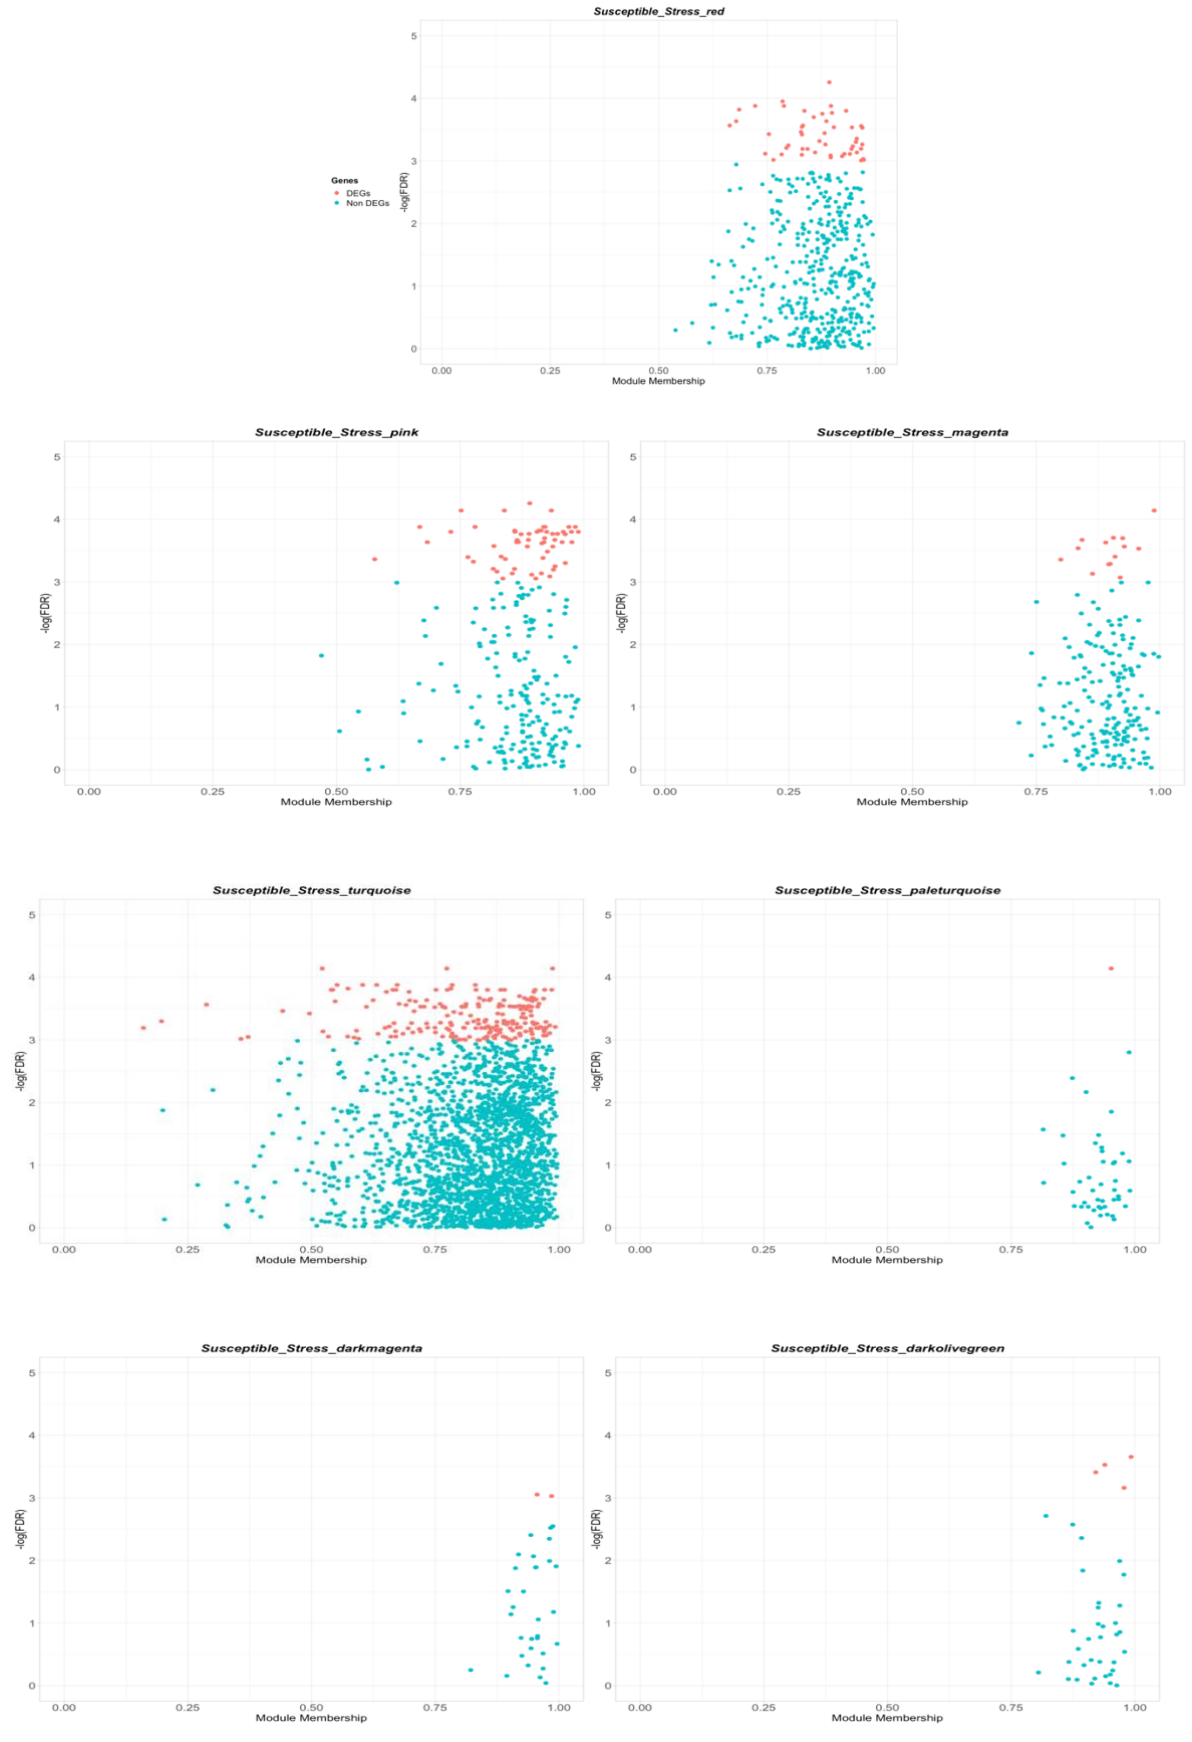 Susceptible_Stress_red
5
4
3
2
1
0
-log(FDR)
Genes
DEGs
Non DEGs
0.00 0.25 0.50 0.75 1.00
Module Membership
Susceptible_Stress_pink
5
4
3
2
1
0
-log(FDR)
0.00 0.25 0.50 0.75 1.00
Module Membership
Susceptible_Stress_magenta
5
4
3
2
1
0
-log(FDR)
0.00 0.25 0.50 0.75 1.00
Module Membership
Susceptible_Stress_turquoise
5
4
3
2
1
0
-log(FDR)
0.00 0.25 0.50 0.75 1.00
Module Membership
Susceptible_Stress_paleturquoise
5
4
3
2
1
0
-log(FDR)
0.00 0.25 0.50 0.75 1.00
Module Membership
Susceptible_Stress_darkmagenta
5
4
3
2
1
0
-log(FDR)
0.00 0.25 0.50 0.75 1.00
Module Membership
Susceptible_Stress_darkolivegreen
5
4
3
2
1
0
-log(FDR)
0.00 0.25 0.50 0.75 1.00
Module Membership